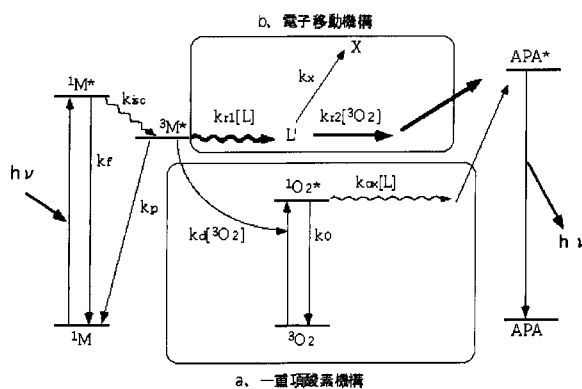 b、電子移動機構
X
APA*
¹M*
kisc
kx
³M*
kr1[L]
L·
kr2[³O2]
kf
hν
kp
¹O2*
kox[L]
kd[³O2]
k0
hν
¹M
³O2
APA
a、一重項酸素機構